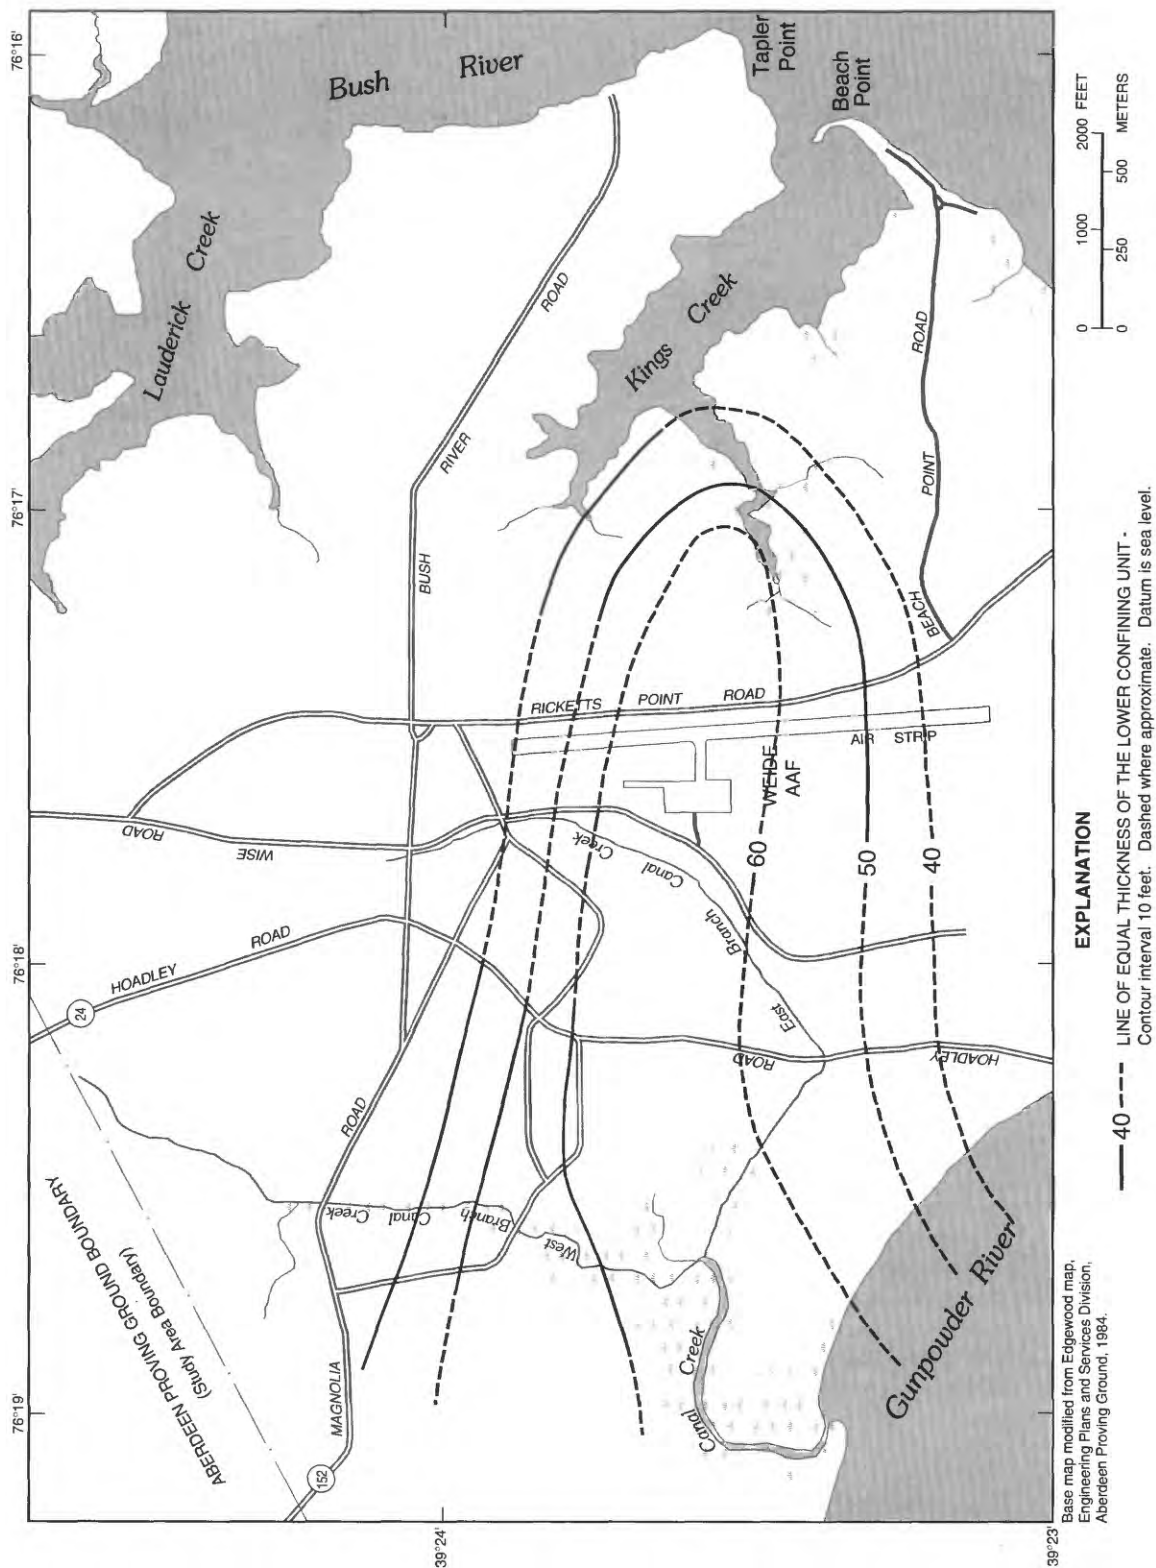 76°19'
76°18'
76°17'
76°16'
39°24'
39°23'
ABERDEEN PROVING GROUND BOUNDARY
(Study Area Boundary)
24
152
HOADLEY
ROAD
WISE
ROAD
MAGNOLIA
ROAD
BUSH
RIVER
ROAD
Lauderick
Creek
Bush
River
Tapler
Point
Beach
Point
Kings
Creek
RICKETTS
POINT
ROAD
AIR STRIP
WEIDE
AAF
BEACH
POINT
ROAD
HOADLEY
ROAD
West
Branch
Canal
Creek
East
Branch
Canal
Creek
Canal
Creek
Gunpowder River
60
50
40
Base map modified from Edgewood map,
Engineering Plans and Services Division,
Aberdeen Proving Ground, 1984.
0 1000 2000 FEET
0 250 500 METERS
EXPLANATION
40 LINE OF EQUAL THICKNESS OF THE LOWER CONFINING UNIT -
Contour interval 10 feet. Dashed where approximate. Datum is sea level.